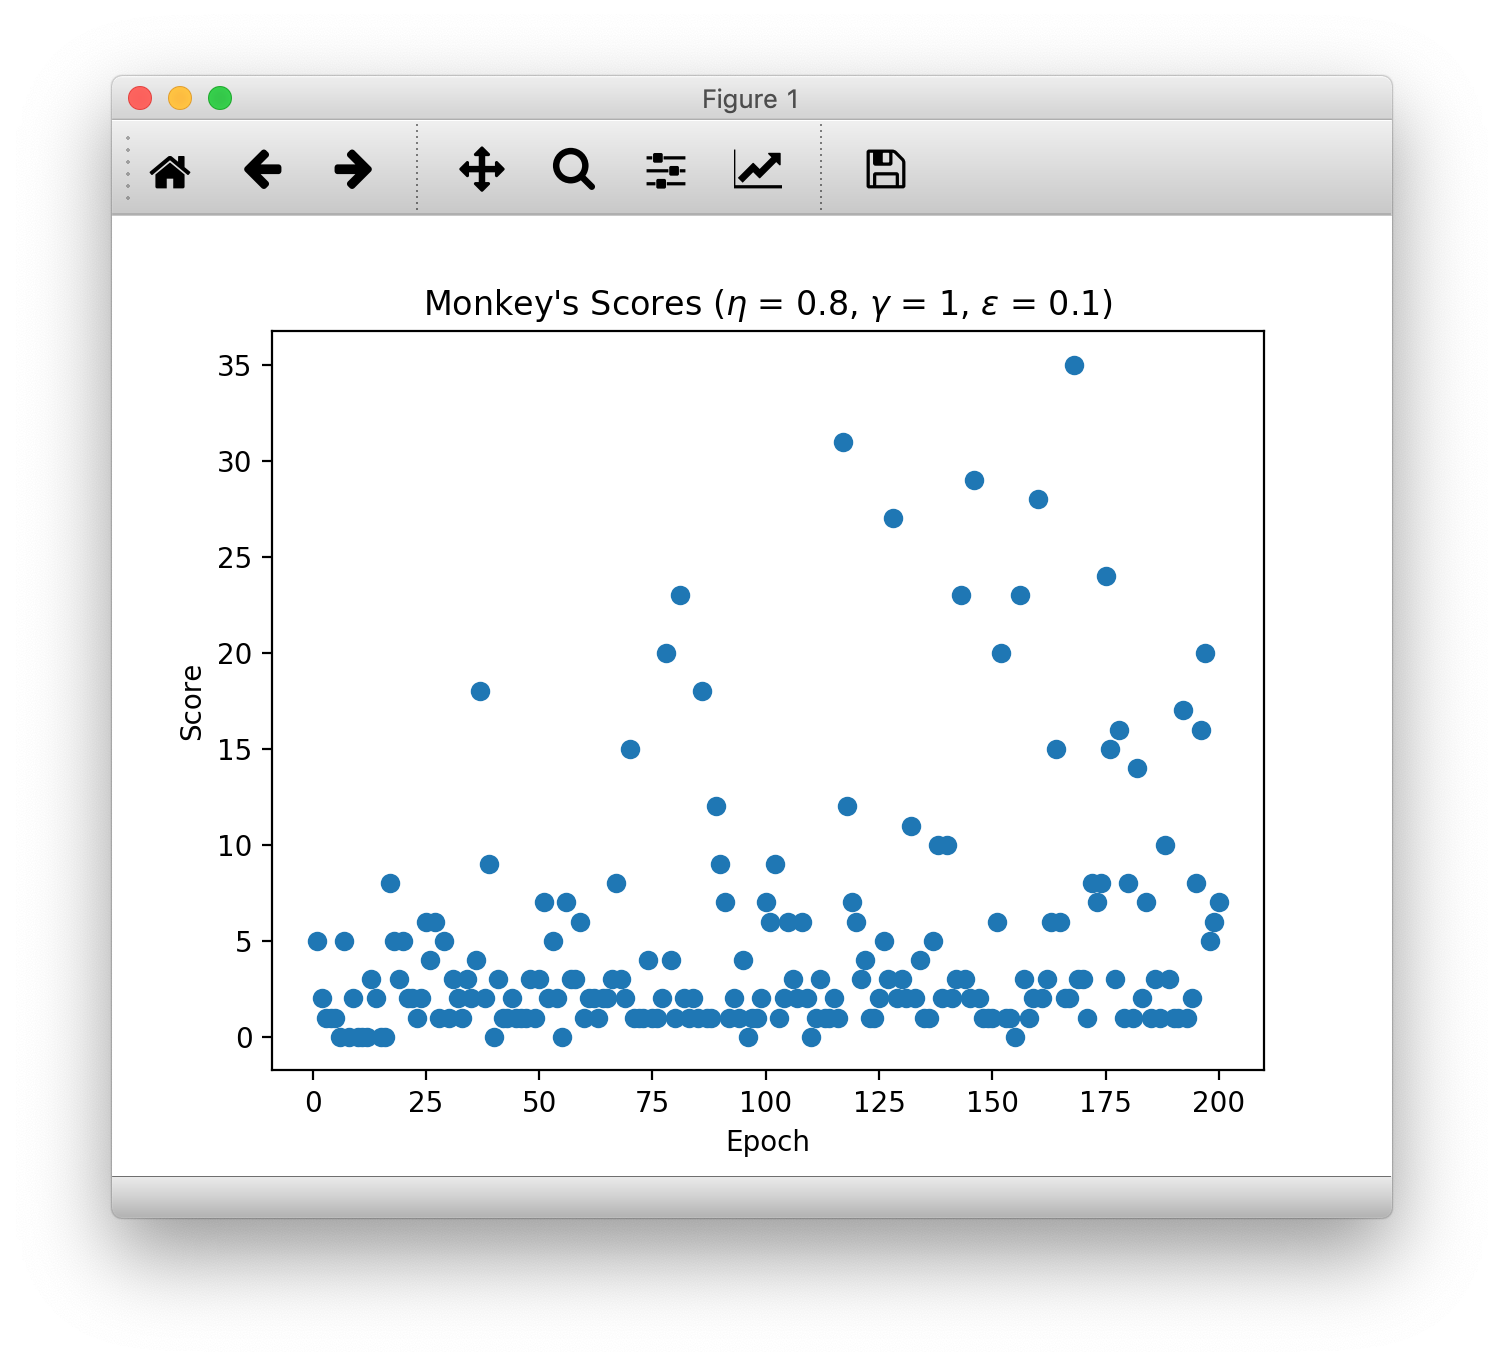 Figure 1
Monkey's Scores (η = 0.8, γ = 1, ε = 0.1)
35
30
25
20
15
10
5
0
Score
0 25 50 75 100 125 150 175 200
Epoch